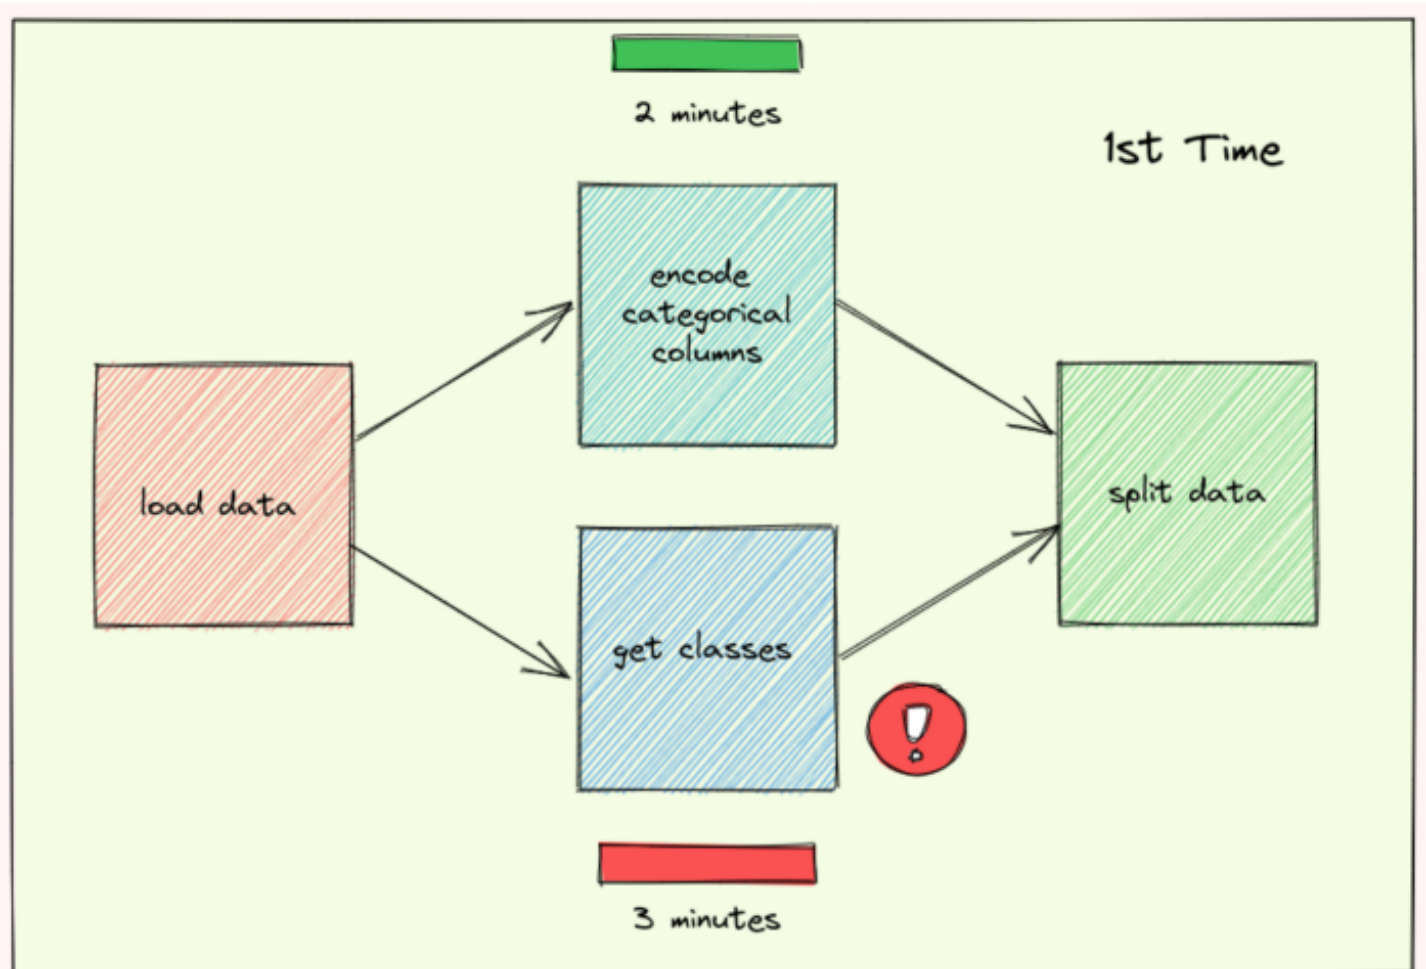 2 minutes
1st Time
encode
categorical
columns
load data
split data
get classes
!
3 minutes